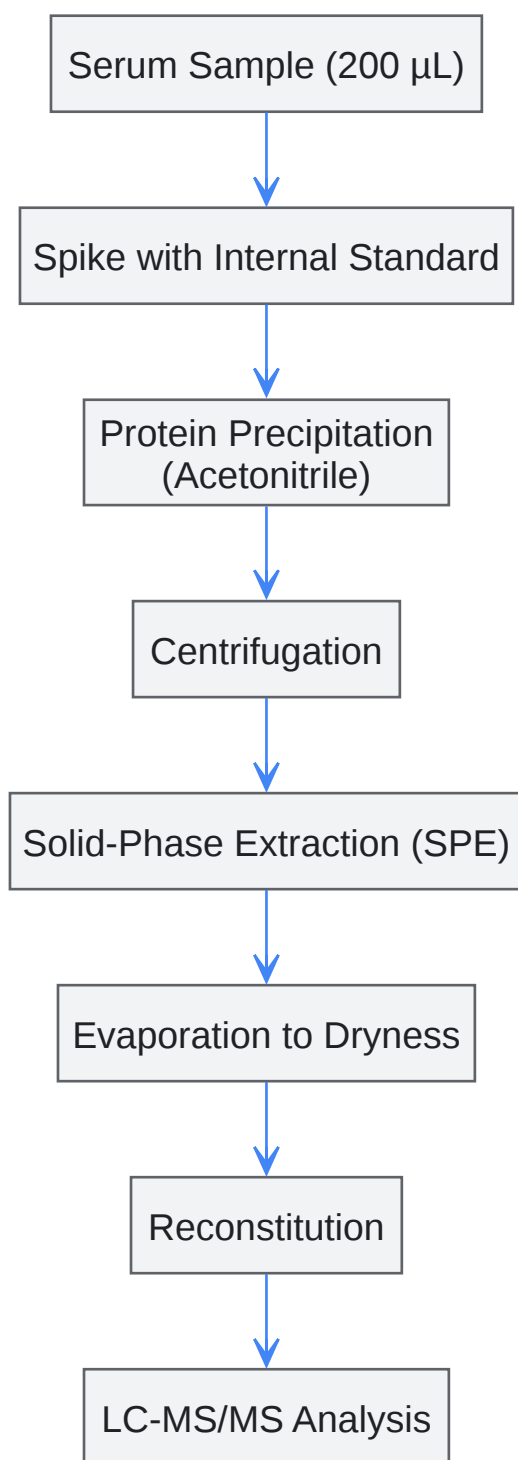 Serum Sample (200 µL)
Spike with Internal Standard
Protein Precipitation
(Acetonitrile)
Centrifugation
Solid-Phase Extraction (SPE)
Evaporation to Dryness
Reconstitution
LC-MS/MS Analysis